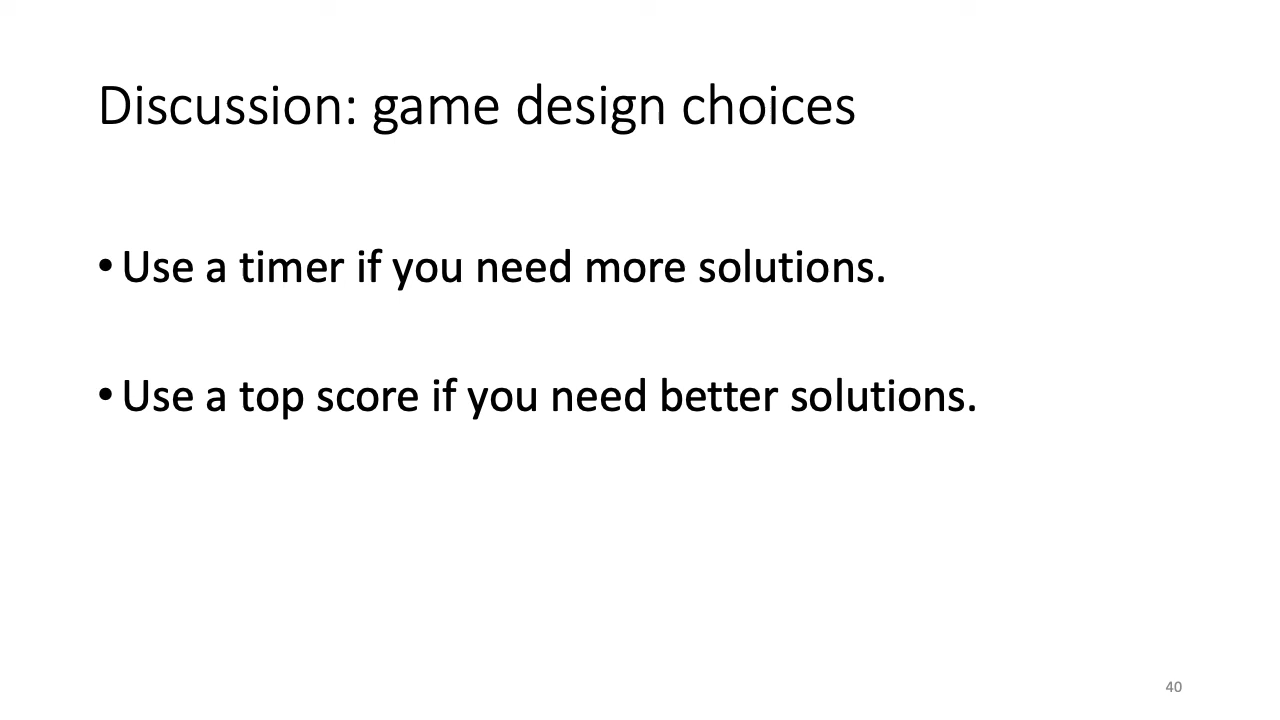 Discussion: game design choices
• Use a timer if you need more solutions.
• Use a top score if you need better solutions.
40